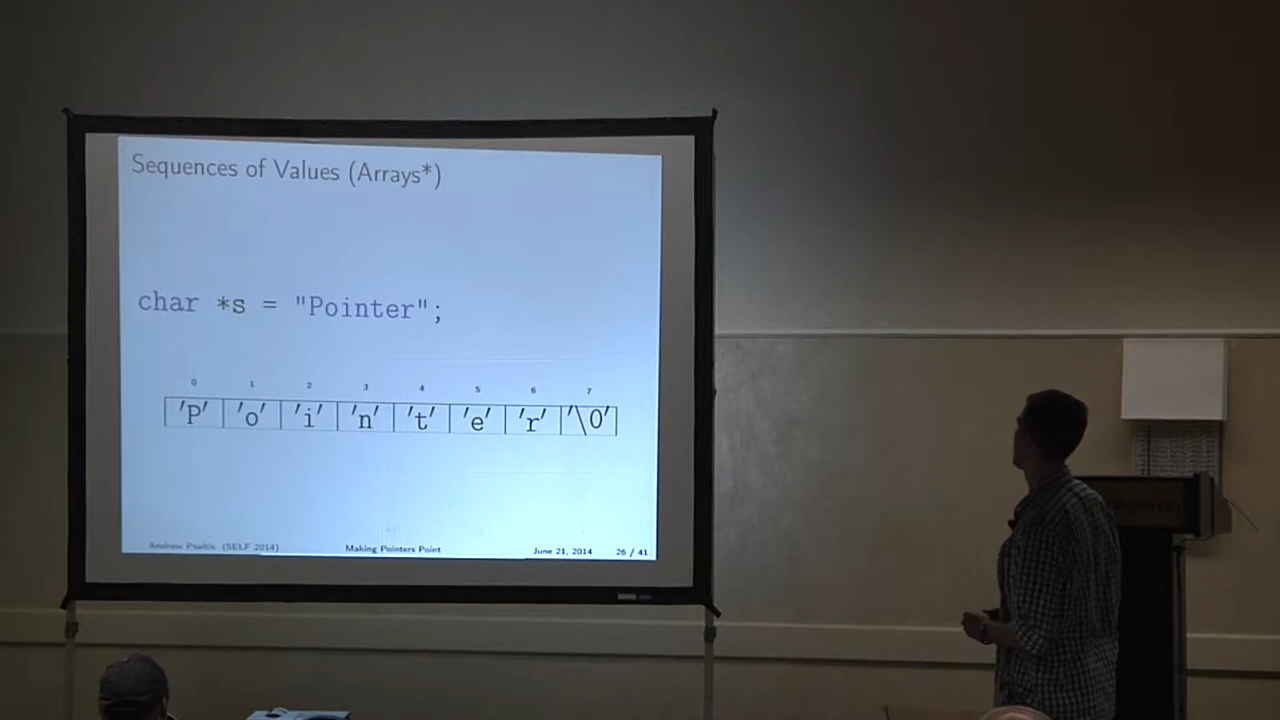 Sequences of Values (Arrays*)
char *s = "Pointer";
0 1 2 3 4 5 6 7
'P' 'o' 'i' 'n' 't' 'e' 'r' '\0'
Andrew Psaitis (SELF 2014) Making Pointers Point June 21, 2014 26 / 41